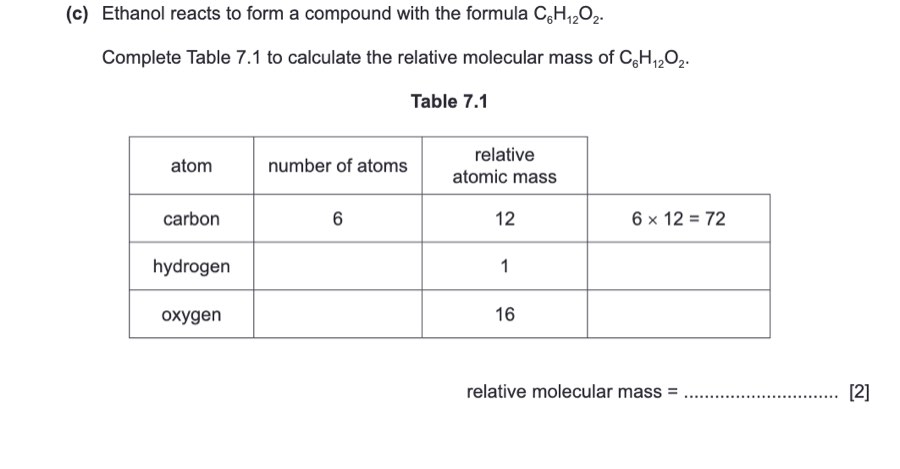 (c) Ethanol reacts to form a compound with the formula C₆H₁₂O₂.
Complete Table 7.1 to calculate the relative molecular mass of C₆H₁₂O₂.
Table 7.1
atom number of atoms relative atomic mass
carbon 6 12 6 × 12 = 72
hydrogen 1
oxygen 16
relative molecular mass = .............................. [2]